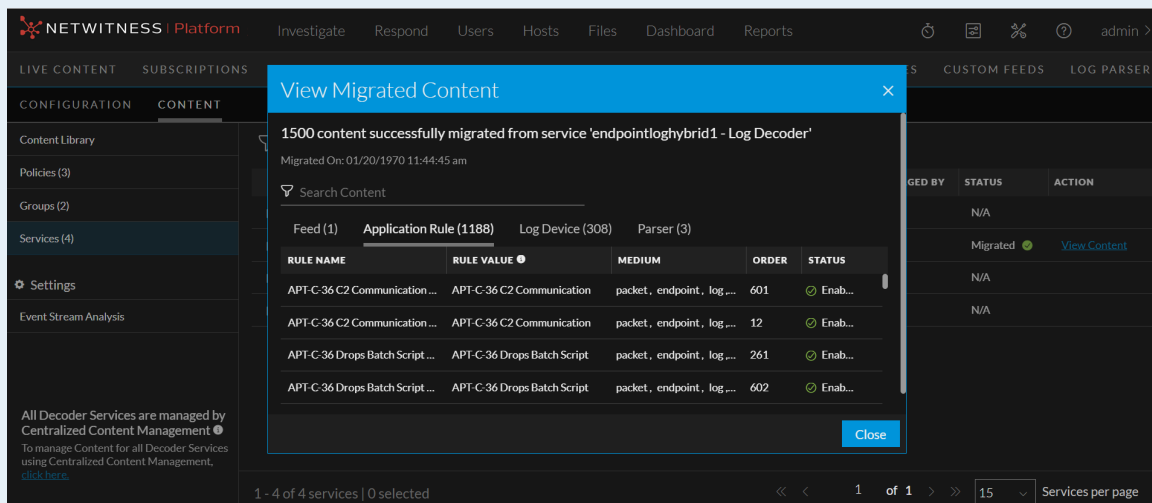 NETWITNESS | Platform
Investigate Respond Users Hosts Files Dashboard Reports admin >
LIVE CONTENT SUBSCRIPTIONS CUSTOM FEEDS LOG PARSER
CONFIGURATION CONTENT
Content Library
Policies (3)
Groups (2)
Services (4)
Settings
Event Stream Analysis
All Decoder Services are managed by
Centralized Content Management
To manage Content for all Decoder Services
using Centralized Content Management,
click here.
View Migrated Content
1500 content successfully migrated from service 'endpointloghybrid1 - Log Decoder'
Migrated On: 01/20/1970 11:44:45 am
Search Content
Feed (1) Application Rule (1188) Log Device (308) Parser (3)
RULE NAME RULE VALUE MEDIUM ORDER STATUS
APT-C-36 C2 Communication ... APT-C-36 C2 Communication packet , endpoint , log ,... 601 Enab...
APT-C-36 C2 Communication ... APT-C-36 C2 Communication packet , endpoint , log ,... 12 Enab...
APT-C-36 Drops Batch Script ... APT-C-36 Drops Batch Script packet , endpoint , log ,... 261 Enab...
APT-C-36 Drops Batch Script ... APT-C-36 Drops Batch Script packet , endpoint , log ,... 602 Enab...
Close
GED BY STATUS ACTION
N/A
Migrated View Content
N/A
N/A
1 - 4 of 4 services | 0 selected
<< < 1 of 1 > >> 15 Services per page